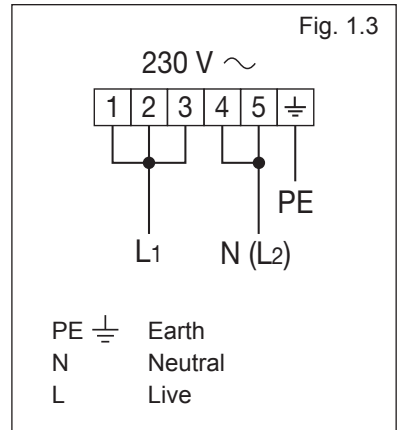 Fig. 1.3
230 V ~
1 2 3 4 5 ⏚
PE
L1 N (L2)
PE ⏚ Earth
N Neutral
L Live